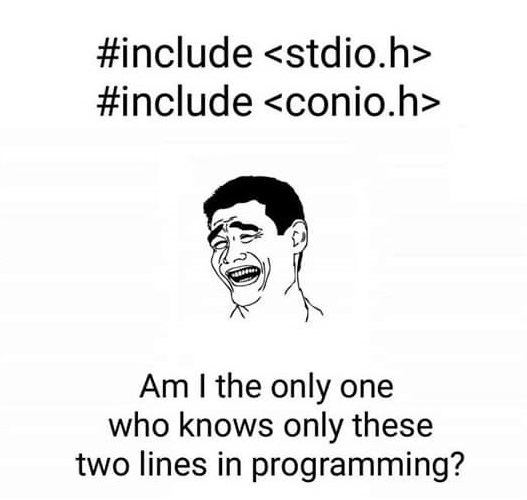 #include <stdio.h>
#include <conio.h>
Am I the only one
who knows only these
two lines in programming?